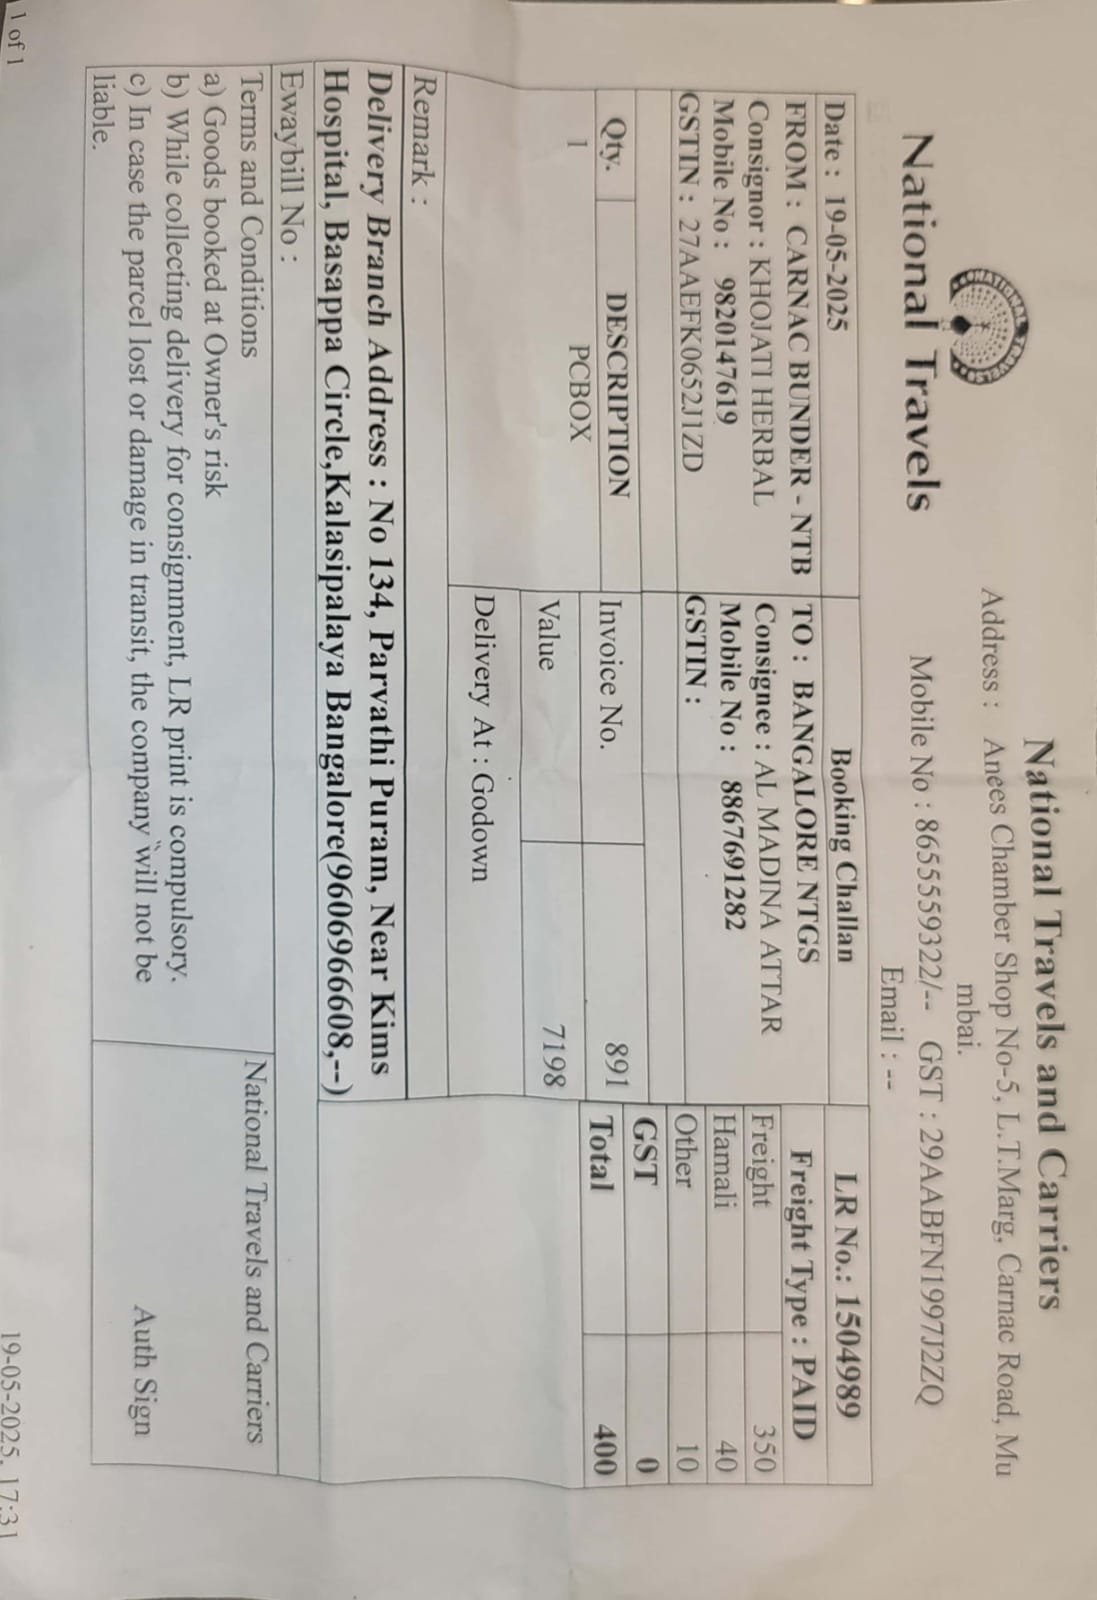 National Travels and Carriers
NATIONAL TRAVELS
National Travels
Address : Anees Chamber Shop No-5, L.T.Marg, Carnac Road, Mu
mbai.
Mobile No : 8655559322/-- GST : 29AABFN1997J2ZQ
Email : --
Date : 19-05-2025 Booking Challan LR No.: 1504989
FROM : CARNAC BUNDER - NTB TO : BANGALORE NTGS Freight Type : PAID
Consignor : KHOJATI HERBAL Consignee : AL MADINA ATTAR Freight 350
Mobile No : 9820147619 Mobile No : 8867691282 Hamali 40
GSTIN : 27AAEFK0652J1ZD GSTIN : Other 10
GST 0
Qty. DESCRIPTION Invoice No. 891 Total 400
1 PCBOX Value 7198
Delivery At : Godown
Remark :
Delivery Branch Address : No 134, Parvathi Puram, Near Kims
Hospital, Basappa Circle,Kalasipalaya Bangalore(9606966608,--)
Ewaybill No :
Terms and Conditions National Travels and Carriers
a) Goods booked at Owner's risk
b) While collecting delivery for consignment, LR print is compulsory.
c) In case the parcel lost or damage in transit, the company will not be
liable.
Auth Sign
1 of 1 19-05-2025, 17:31